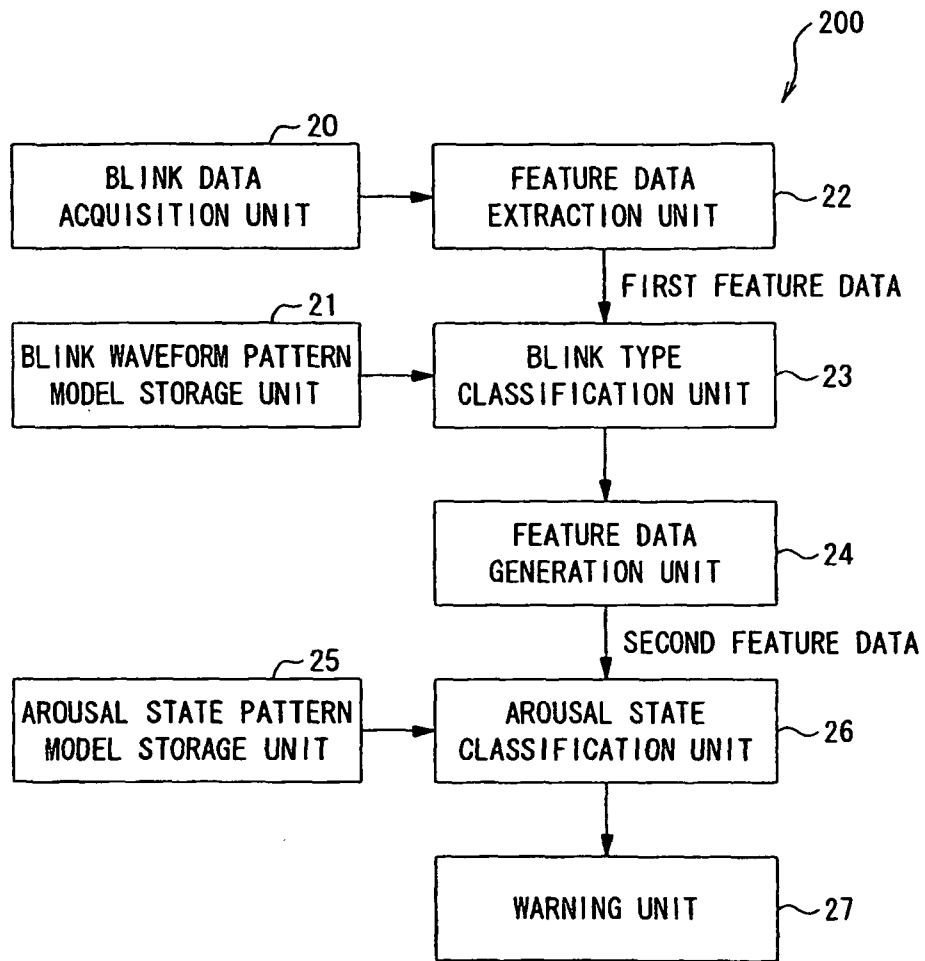 200
20
BLINK DATA
ACQUISITION UNIT
FEATURE DATA
EXTRACTION UNIT
22
FIRST FEATURE DATA
21
BLINK WAVEFORM PATTERN
MODEL STORAGE UNIT
BLINK TYPE
CLASSIFICATION UNIT
23
FEATURE DATA
GENERATION UNIT
24
SECOND FEATURE DATA
25
AROUSAL STATE PATTERN
MODEL STORAGE UNIT
AROUSAL STATE
CLASSIFICATION UNIT
26
WARNING UNIT
27